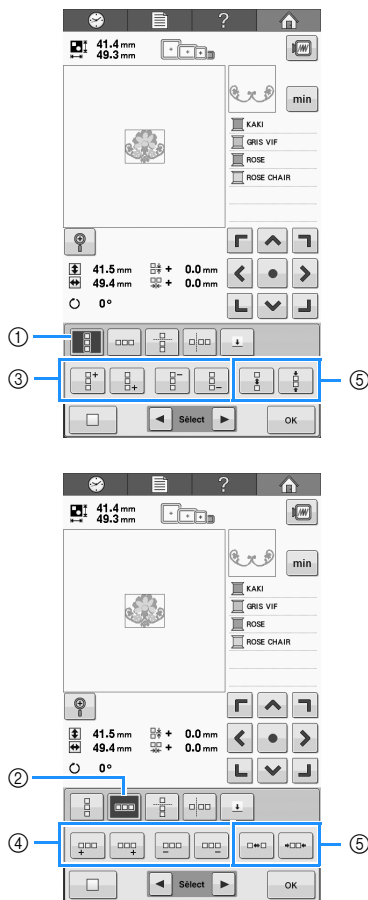 ?
41.4 mm
49.3 mm
min
KAKI
GRIS VIF
ROSE
ROSE CHAIR
41.5 mm + 0.0 mm
49.4 mm + 0.0 mm
0°
①
③
⑤
Sélect OK
?
41.4 mm
49.3 mm
min
KAKI
GRIS VIF
ROSE
ROSE CHAIR
41.5 mm + 0.0 mm
49.4 mm + 0.0 mm
0°
②
④
⑤
Sélect OK